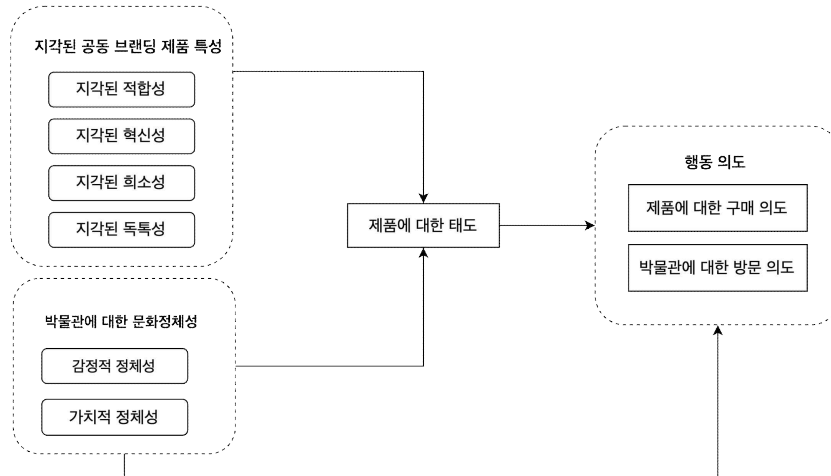 지각된 공동 브랜딩 제품 특성
지각된 적합성
지각된 혁신성
지각된 희소성
지각된 독특성
제품에 대한 태도
행동 의도
제품에 대한 구매 의도
박물관에 대한 방문 의도
박물관에 대한 문화정체성
감정적 정체성
가치적 정체성